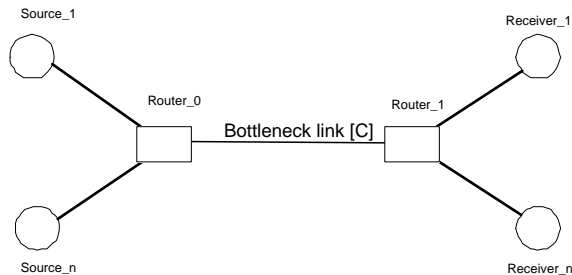 Source_1
Receiver_1
Router_0
Router_1
Bottleneck link [C]
Source_n
Receiver_n